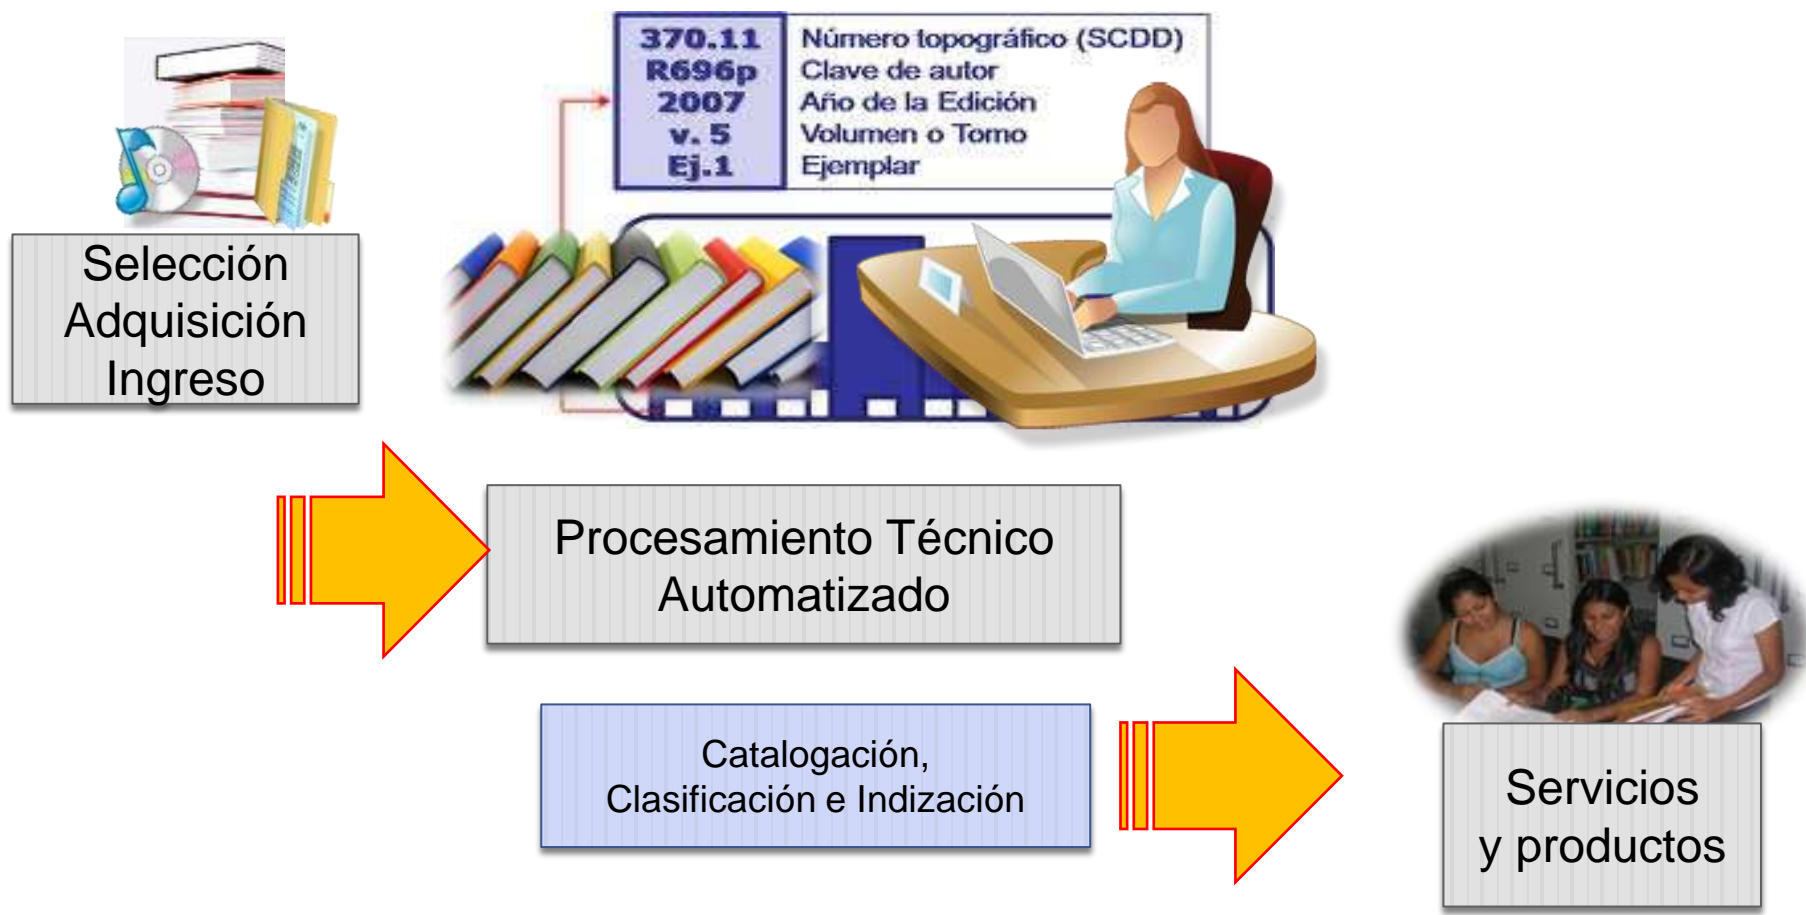 370.11 Número topográfico (SCDD)
R696p Clave de autor
2007 Año de la Edición
v. 5 Volumen o Tomo
Ej.1 Ejemplar
Selección
Adquisición
Ingreso
Procesamiento Técnico
Automatizado
Catalogación,
Clasificación e Indización
Servicios
y productos